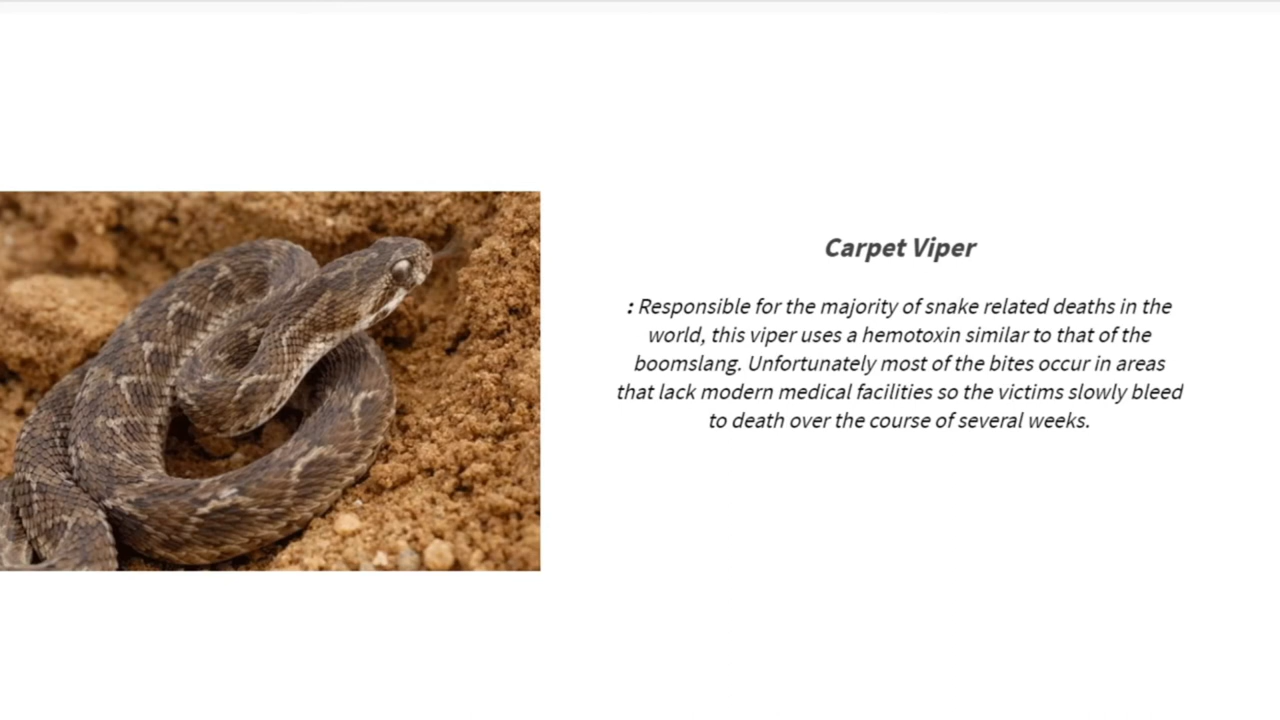 Carpet Viper
: Responsible for the majority of snake related deaths in the
world, this viper uses a hemotoxin similar to that of the
boomslang. Unfortunately most of the bites occur in areas
that lack modern medical facilities so the victims slowly bleed
to death over the course of several weeks.